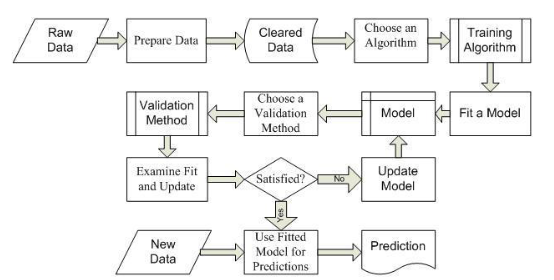 Raw
Data
Prepare Data
Cleared
Data
Choose an
Algorithm
Training
Algorithm
Validation
Method
Choose a
Validation
Method
Model
Fit a Model
Examine Fit
and Update
Satisfied?
No
Update
Model
Yes
New
Data
Use Fitted
Model for
Predictions
Prediction